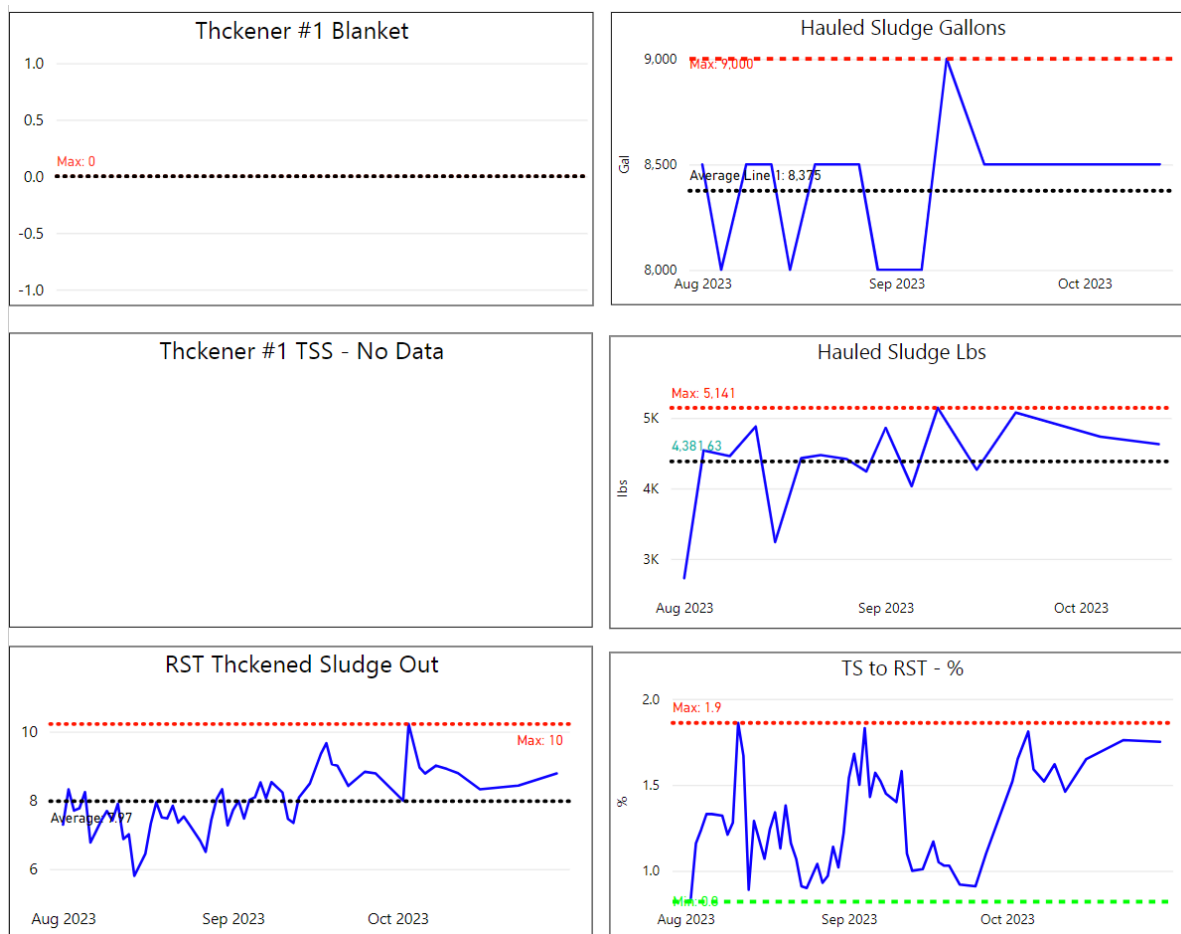 Thckener #1 Blanket
1.0
0.5
Max: 0
0.0
-0.5
-1.0
Hauled Sludge Gallons
9,000
Max: 9,000
8,500
Average Line 1: 8,375
8,000
Gal
Aug 2023 Sep 2023 Oct 2023
Thckener #1 TSS - No Data
Hauled Sludge Lbs
Max: 5,141
5K
4,381.63
4K
3K
lbs
Aug 2023 Sep 2023 Oct 2023
RST Thckened Sludge Out
10
Max: 10
8
Average: 7.97
6
Aug 2023 Sep 2023 Oct 2023
TS to RST - %
2.0
Max: 1.9
1.5
%
1.0
Min: 0.8
Aug 2023 Sep 2023 Oct 2023